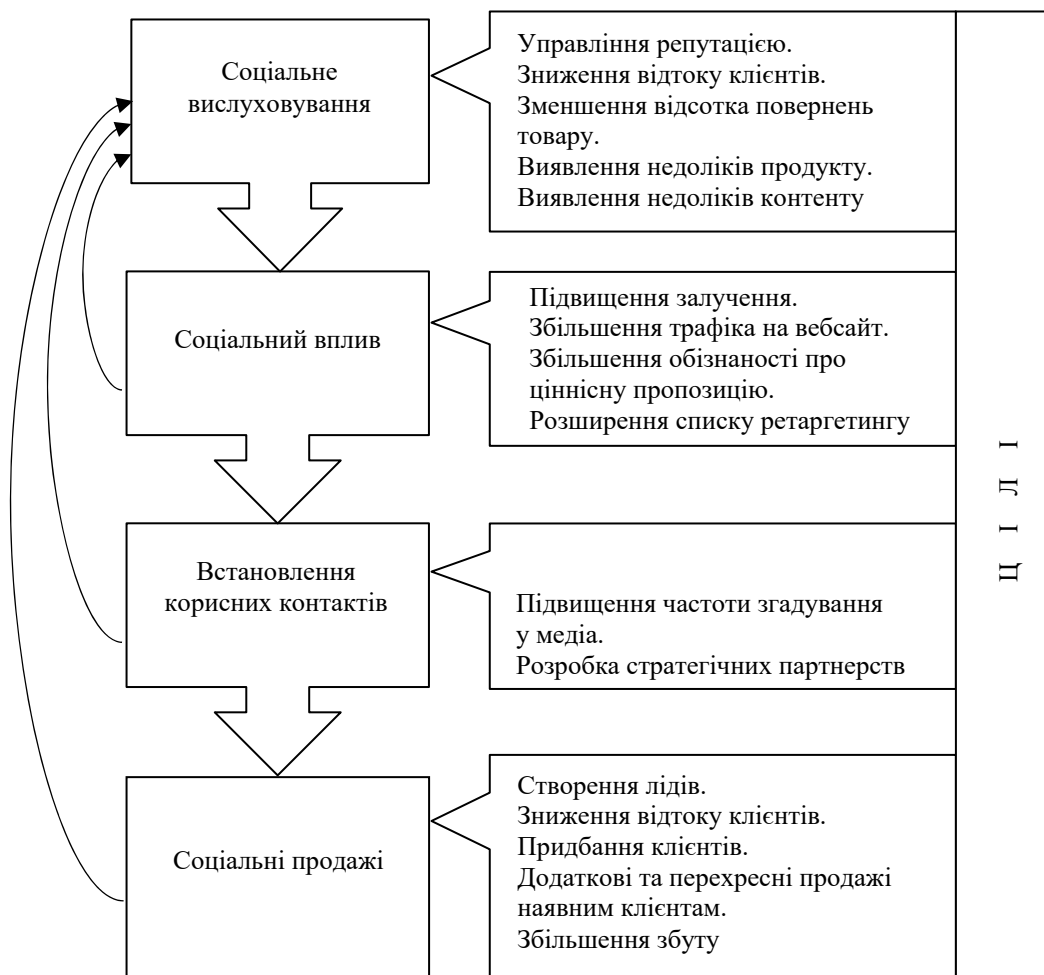 Соціальне
вислуховування
Управління репутацією.
Зниження відтоку клієнтів.
Зменшення відсотка повернень
товару.
Виявлення недоліків продукту.
Виявлення недоліків контенту
Соціальний вплив
Підвищення залучення.
Збільшення трафіка на вебсайт.
Збільшення обізнаності про
ціннісну пропозицію.
Розширення списку ретаргетингу
Встановлення
корисних контактів
Підвищення частоти згадування
у медіа.
Розробка стратегічних партнерств
Соціальні продажі
Створення лідів.
Зниження відтоку клієнтів.
Придбання клієнтів.
Додаткові та перехресні продажі
наявним клієнтам.
Збільшення збуту
Ц І Л І